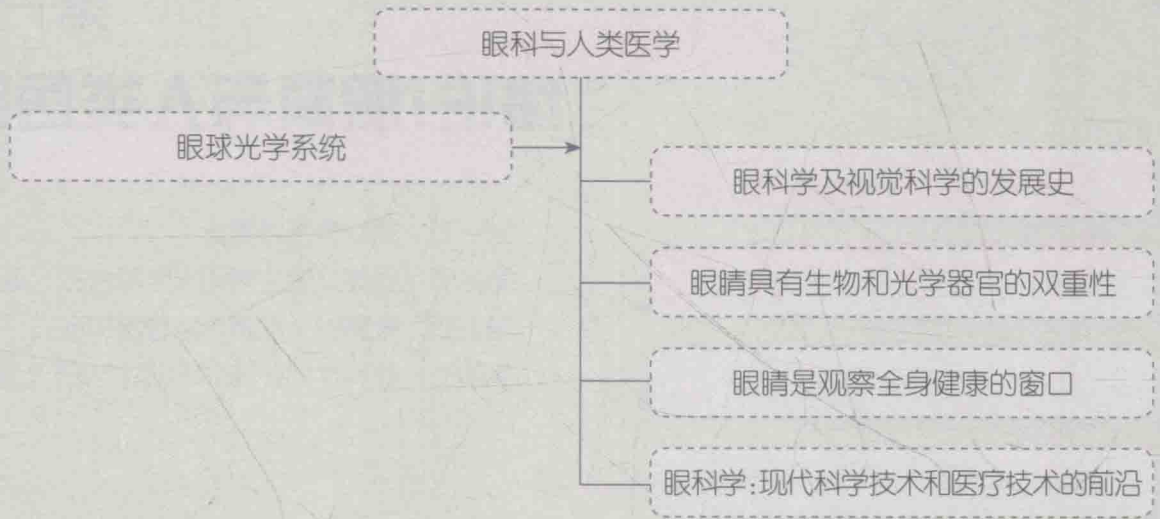 眼科与人类医学
眼球光学系统
眼科学及视觉科学的发展史
眼睛具有生物和光学器官的双重性
眼睛是观察全身健康的窗口
眼科学:现代科学技术和医疗技术的前沿